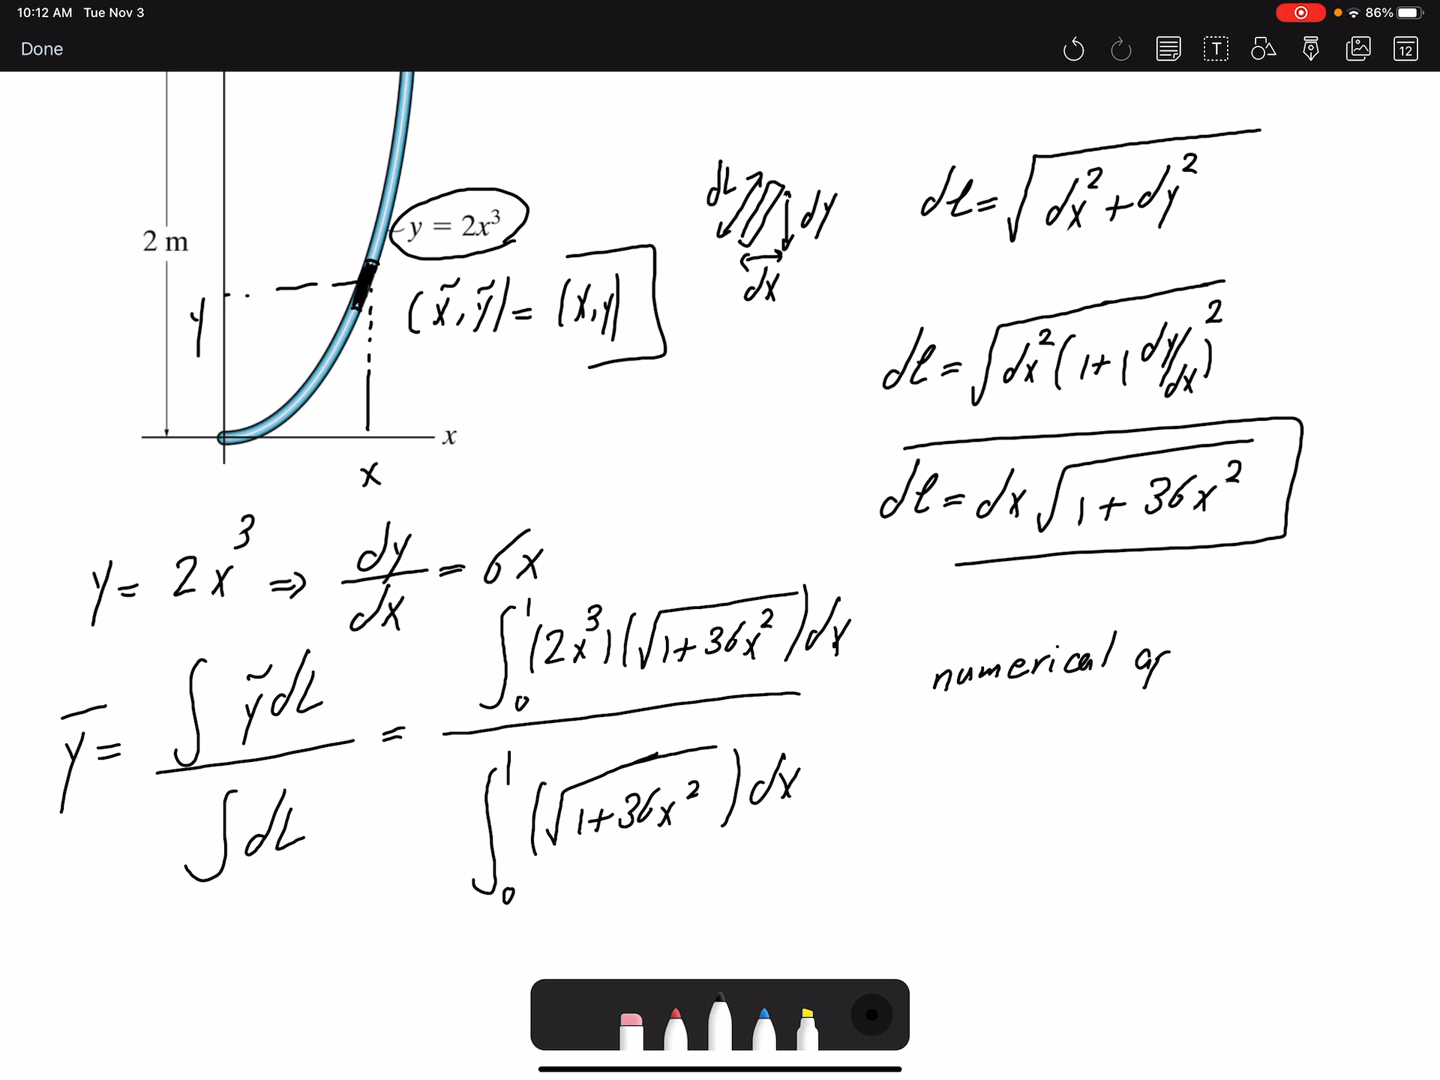 10:12 AM Tue Nov 3
86%
Done
T
12
2 m
y = 2x³
(x̃, ỹ) = (x,y)
y
x
x
dL
dy
dx
dL = √(dx² + dy²)
dL = √(dx² (1 + (dy/dx)²
dL = dx √(1 + 36x²)
y = 2x³ ⇒ dy/dx = 6x
ȳ = ∫ỹdL / ∫dL = ∫₀¹ (2x³)(√(1+36x²))dx / ∫₀¹ (√(1+36x²))dx
numerical ap